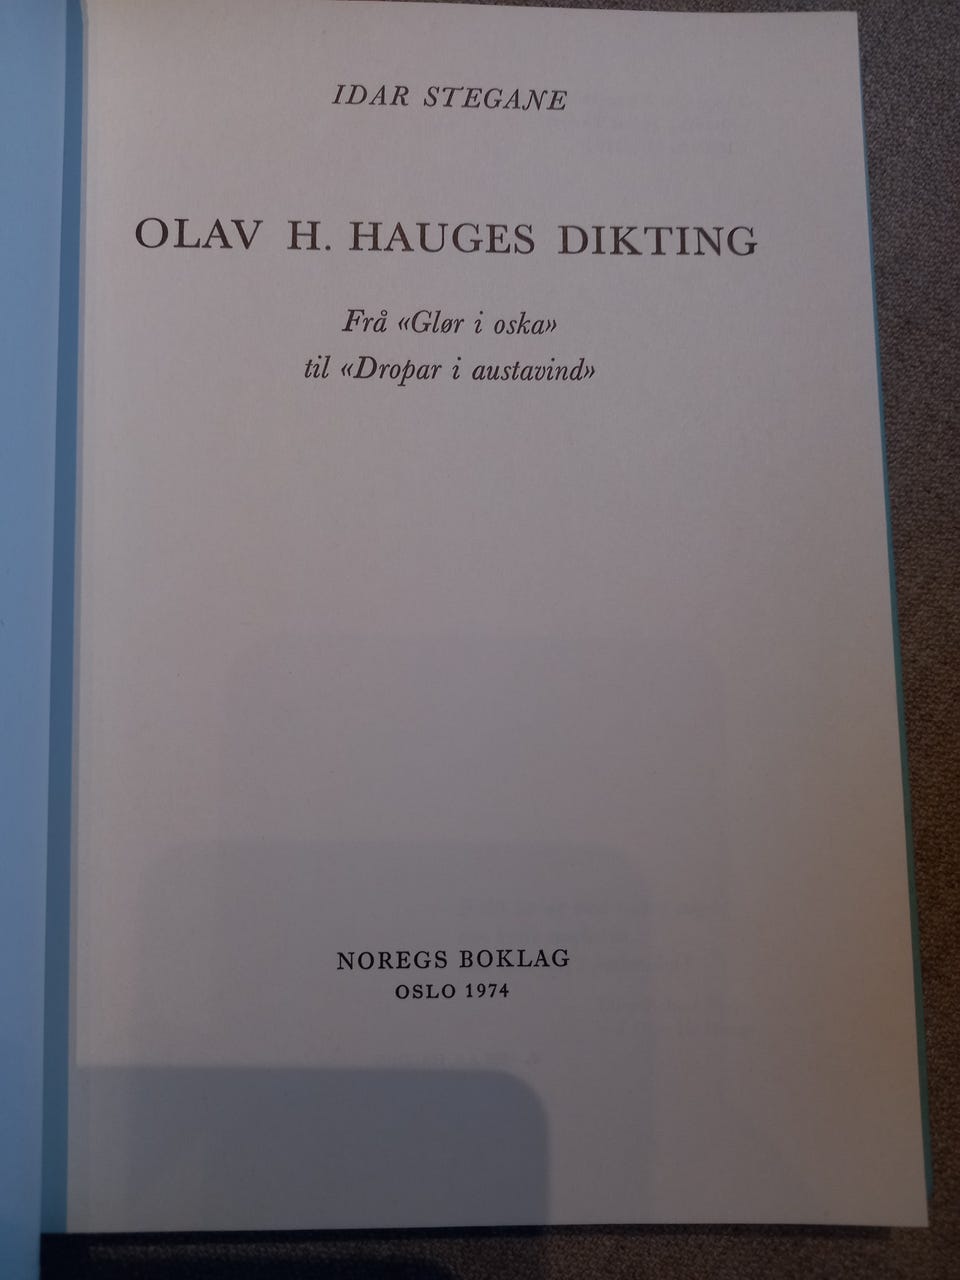 IDAR STEGANE
OLAV H. HAUGES DIKTING
Frå «Glør i oska»
til «Dropar i austavind»
NOREGS BOKLAG
OSLO 1974